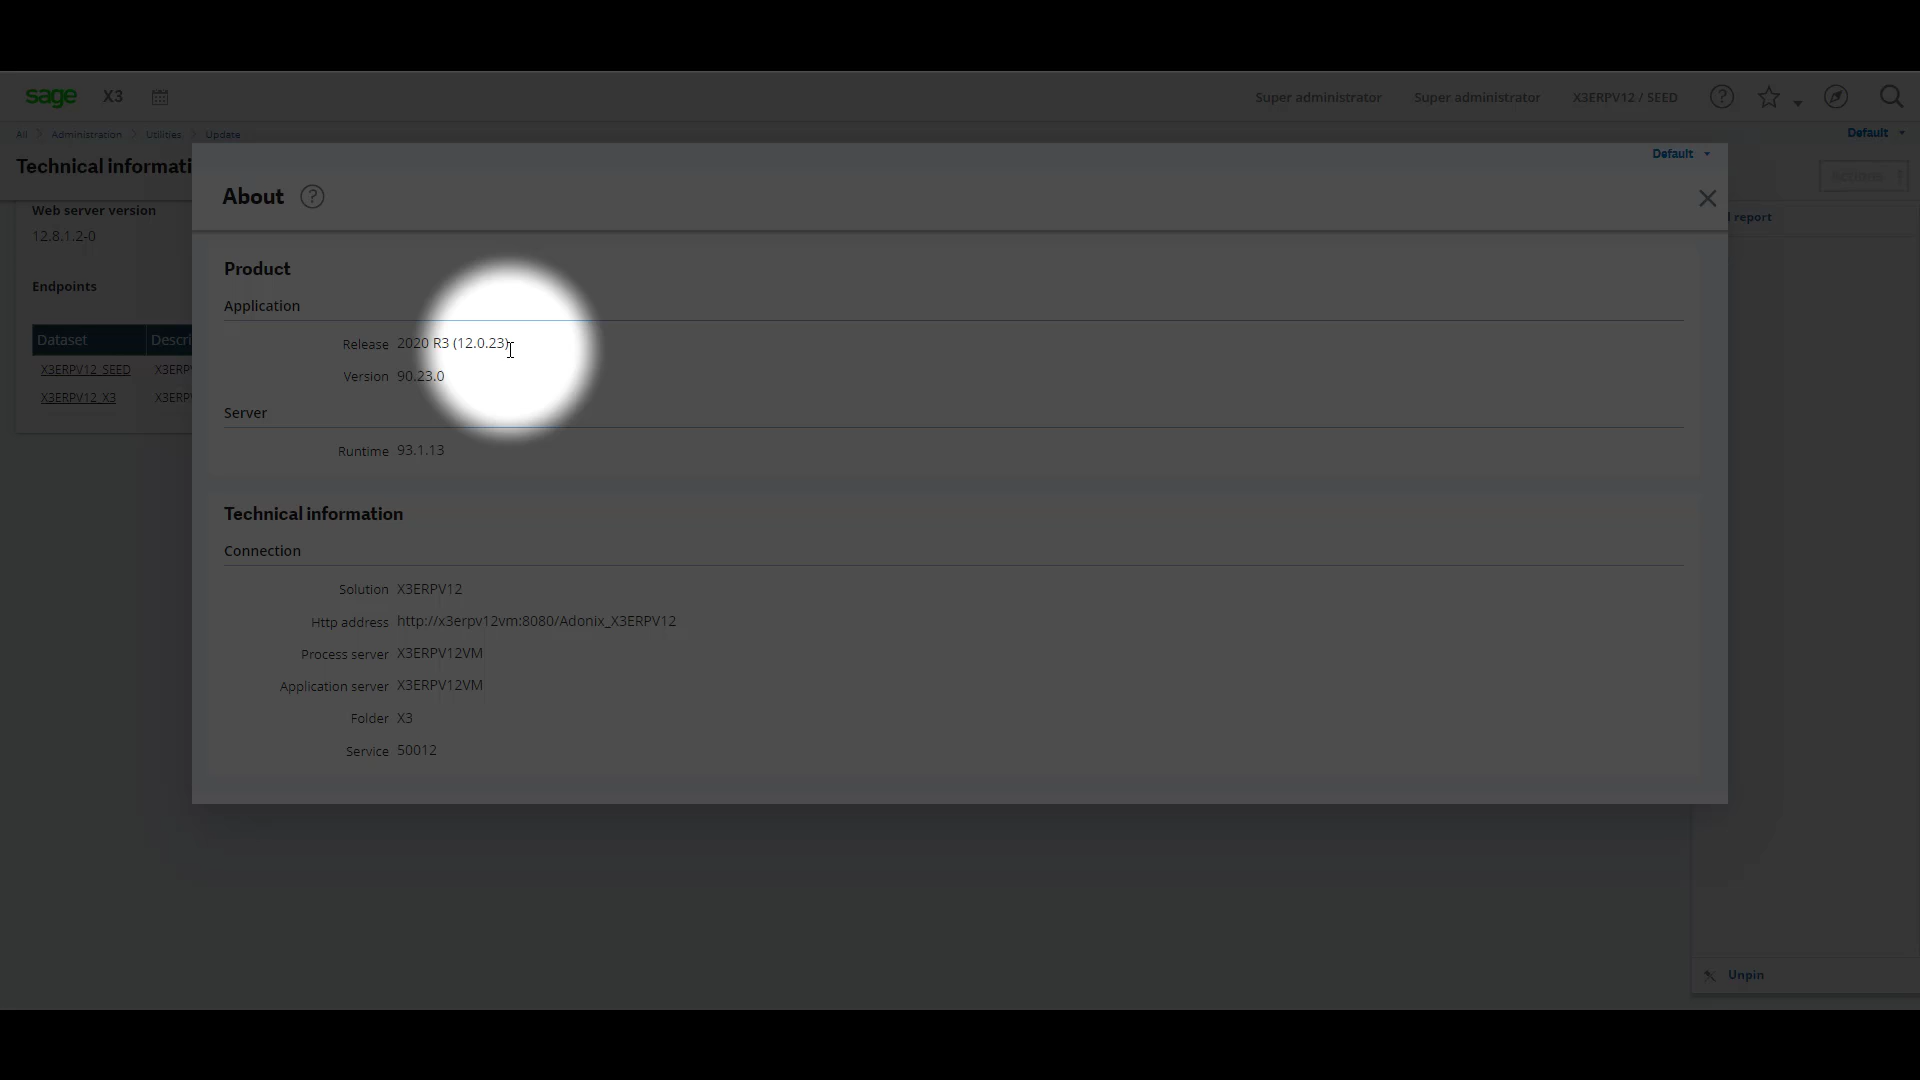 sage X3 Super administrator Super administrator X3ERPV12 / SEED
All Administration Utilities Update Default
Technical informati
Web server version
12.8.1.2-0
Endpoints
Dataset Descri
X3ERPV12_SEED X3ERP
X3ERPV12_X3 X3ERP
Default
About
Product
Application
Release 2020 R3 (12.0.23)
Version 90.23.0
Server
Runtime 93.1.13
Technical information
Connection
Solution X3ERPV12
Http address http://x3erpv12vm:8080/Adonix_X3ERPV12
Process server X3ERPV12VM
Application server X3ERPV12VM
Folder X3
Service 50012
Actions
report
Unpin